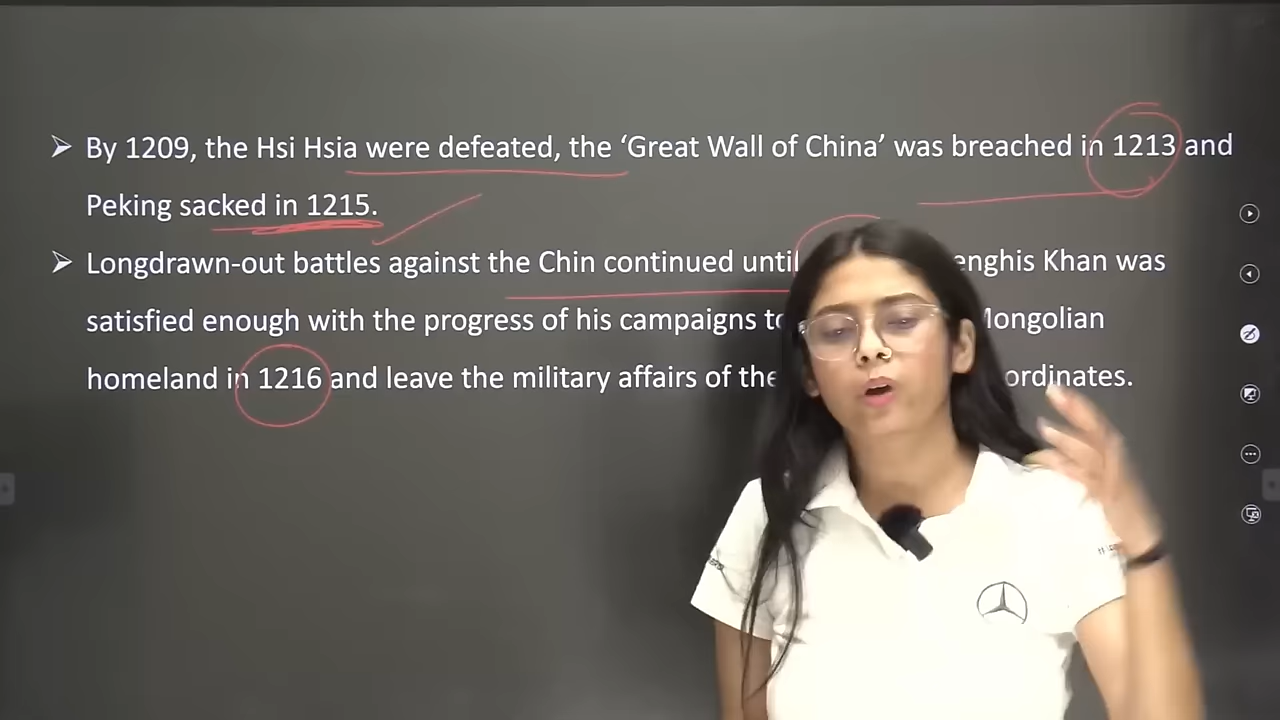 ➢ By 1209, the Hsi Hsia were defeated, the ‘Great Wall of China’ was breached in 1213 and
Peking sacked in 1215.
➢ Longdrawn-out battles against the Chin continued until enghis Khan was
satisfied enough with the progress of his campaigns Mongolian
homeland in 1216 and leave the military affairs of the ordinates.